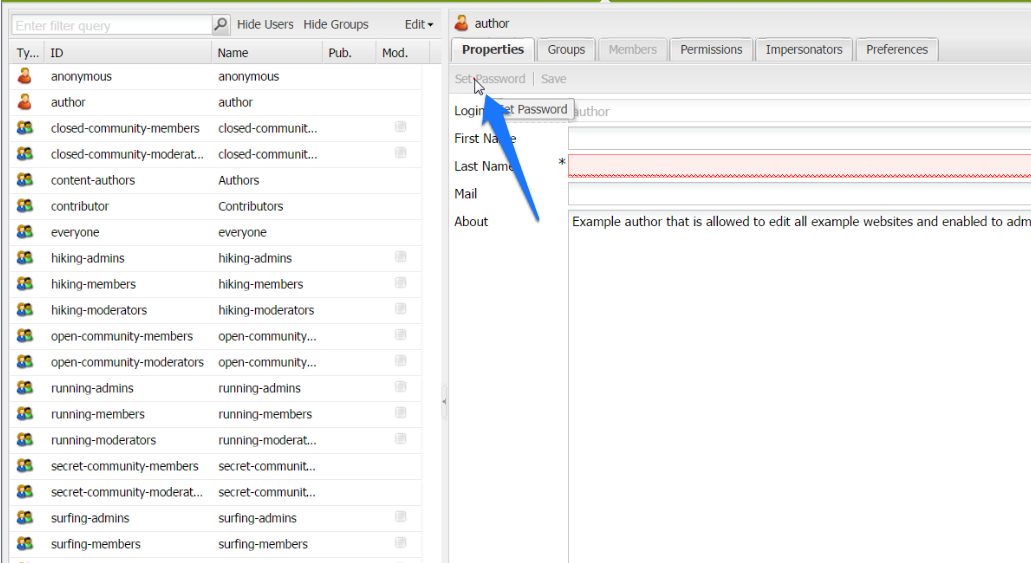 Enter filter query Hide Users Hide Groups Edit
Ty... ID Name Pub. Mod.
anonymous anonymous
author author
closed-community-members closed-communit...
closed-community-moderat... closed-communit...
content-authors Authors
contributor Contributors
everyone everyone
hiking-admins hiking-admins
hiking-members hiking-members
hiking-moderators hiking-moderators
open-community-members open-community...
open-community-moderators open-community...
running-admins running-admins
running-members running-members
running-moderators running-moderat...
secret-community-members secret-communit...
secret-community-moderat... secret-communit...
surfing-admins surfing-admins
surfing-members surfing-members
author
Properties Groups Members Permissions Impersonators Preferences
Set Password Save
Set Password
Login author
First Name
Last Name *
Mail
About Example author that is allowed to edit all example websites and enabled to adm